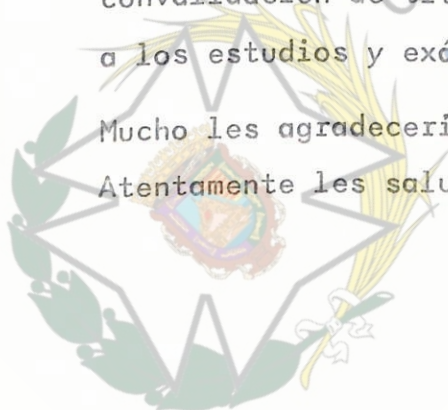 a los estudios y exá
Mucho les agradecerí
Atentamente les salu